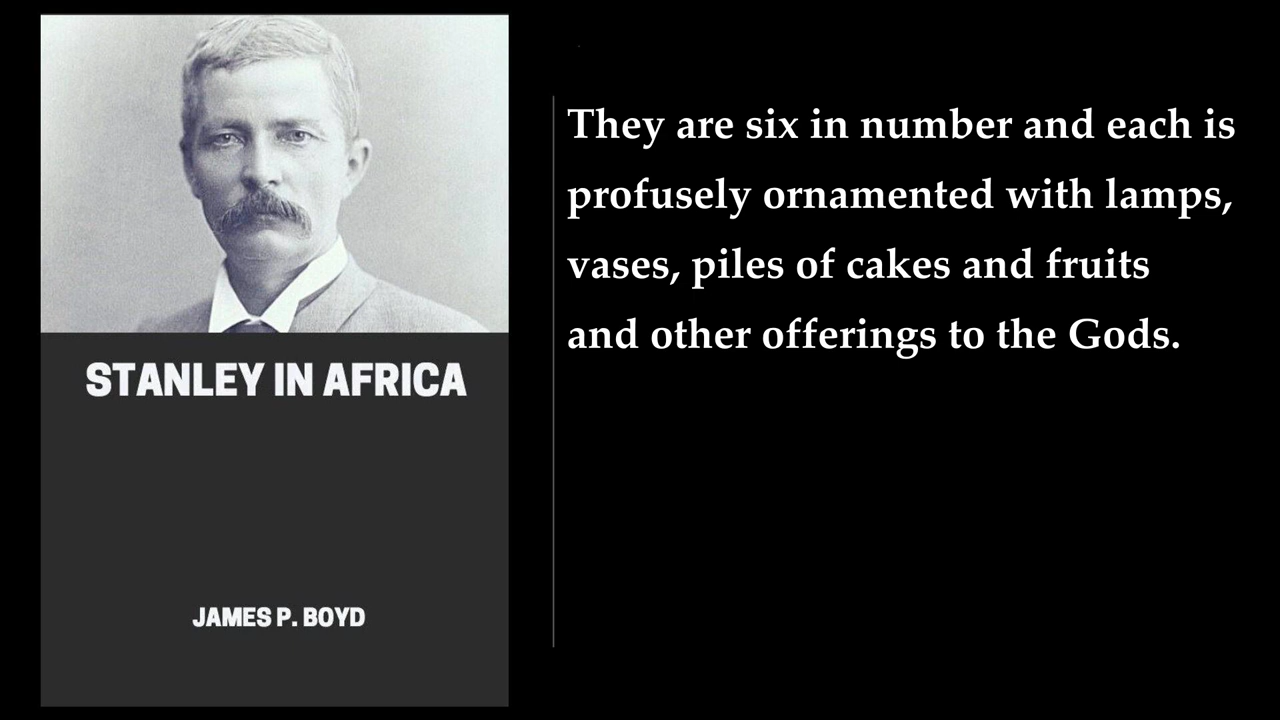 STANLEY IN AFRICA
JAMES P. BOYD
They are six in number and each is
profusely ornamented with lamps,
vases, piles of cakes and fruits
and other offerings to the Gods.